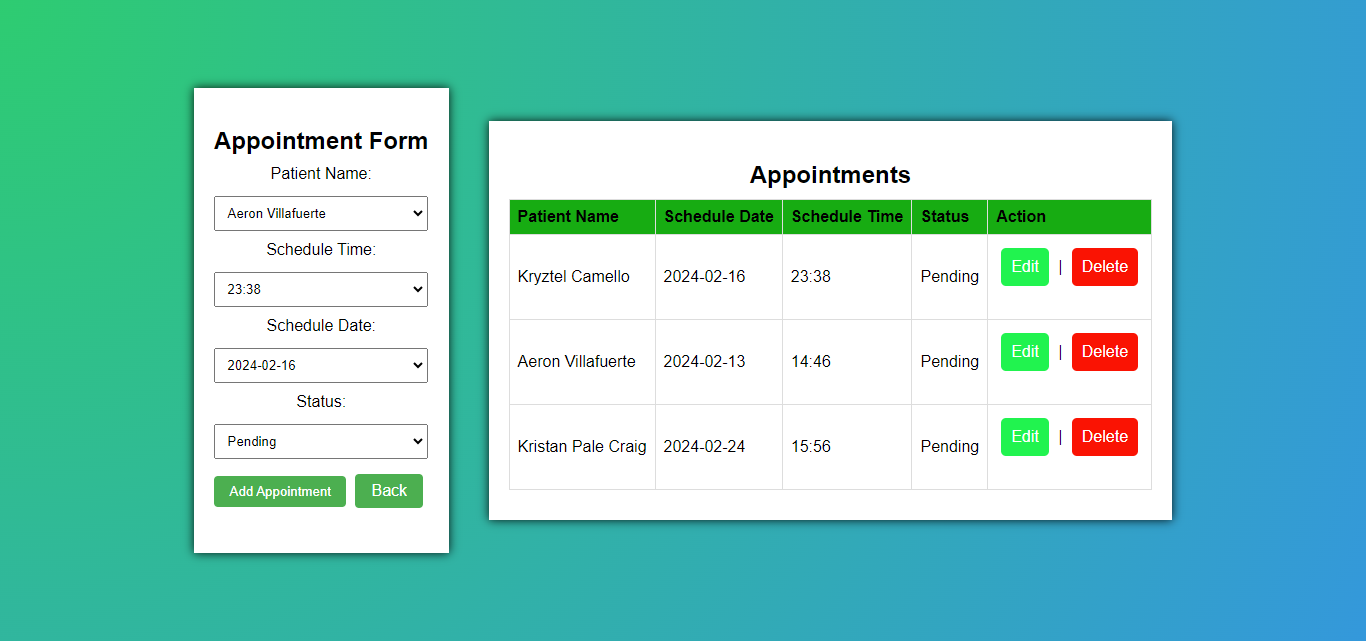 Appointment Form
Patient Name:
Aeron Villafuerte
Schedule Time:
23:38
Schedule Date:
2024-02-16
Status:
Pending
Add Appointment Back
Appointments
Patient Name Schedule Date Schedule Time Status Action
Kryztel Camello 2024-02-16 23:38 Pending Edit | Delete
Aeron Villafuerte 2024-02-13 14:46 Pending Edit | Delete
Kristan Pale Craig 2024-02-24 15:56 Pending Edit | Delete